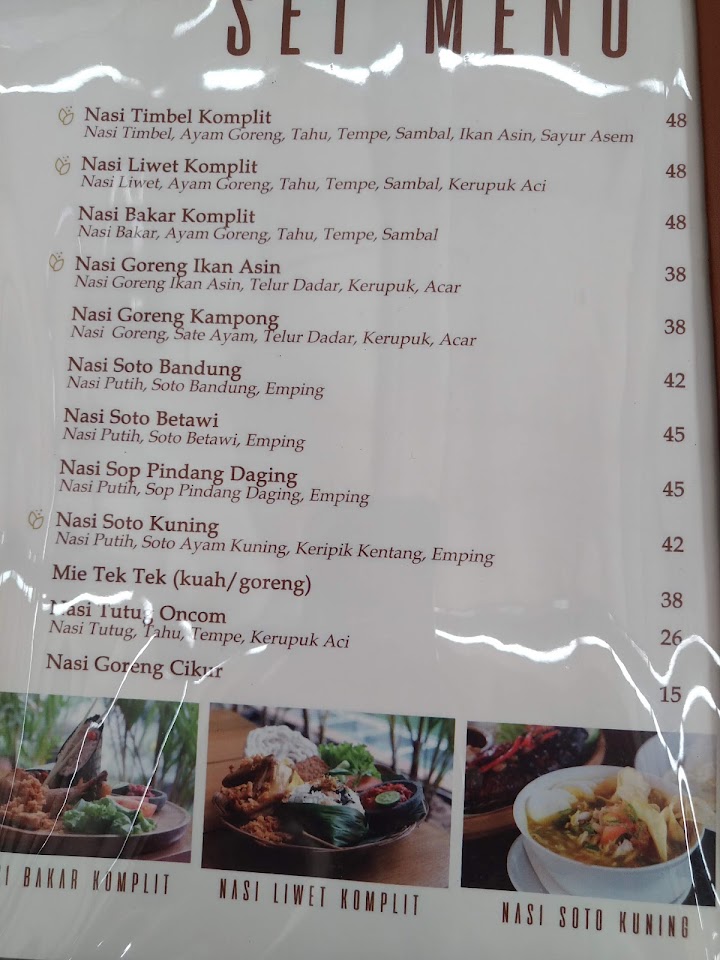 SET MENU
Nasi Timbel Komplit 48
Nasi Timbel, Ayam Goreng, Tahu, Tempe, Sambal, Ikan Asin, Sayur Asem
Nasi Liwet Komplit 48
Nasi Liwet, Ayam Goreng, Tahu, Tempe, Sambal, Kerupuk Aci
Nasi Bakar Komplit 48
Nasi Bakar, Ayam Goreng, Tahu, Tempe, Sambal
Nasi Goreng Ikan Asin 38
Nasi Goreng Ikan Asin, Telur Dadar, Kerupuk, Acar
Nasi Goreng Kampong 38
Nasi Goreng, Sate Ayam, Telur Dadar, Kerupuk, Acar
Nasi Soto Bandung 42
Nasi Putih, Soto Bandung, Emping
Nasi Soto Betawi 45
Nasi Putih, Soto Betawi, Emping
Nasi Sop Pindang Daging 45
Nasi Putih, Sop Pindang Daging, Emping
Nasi Soto Kuning 42
Nasi Putih, Soto Ayam Kuning, Keripik Kentang, Emping
Mie Tek Tek (kuah/goreng) 38
Nasi Tutug Oncom 26
Nasi Tutug, Tahu, Tempe, Kerupuk Aci
Nasi Goreng Cikur 15
BAKAR KOMPLIT
NASI LIWET KOMPLIT
NASI SOTO KUNING